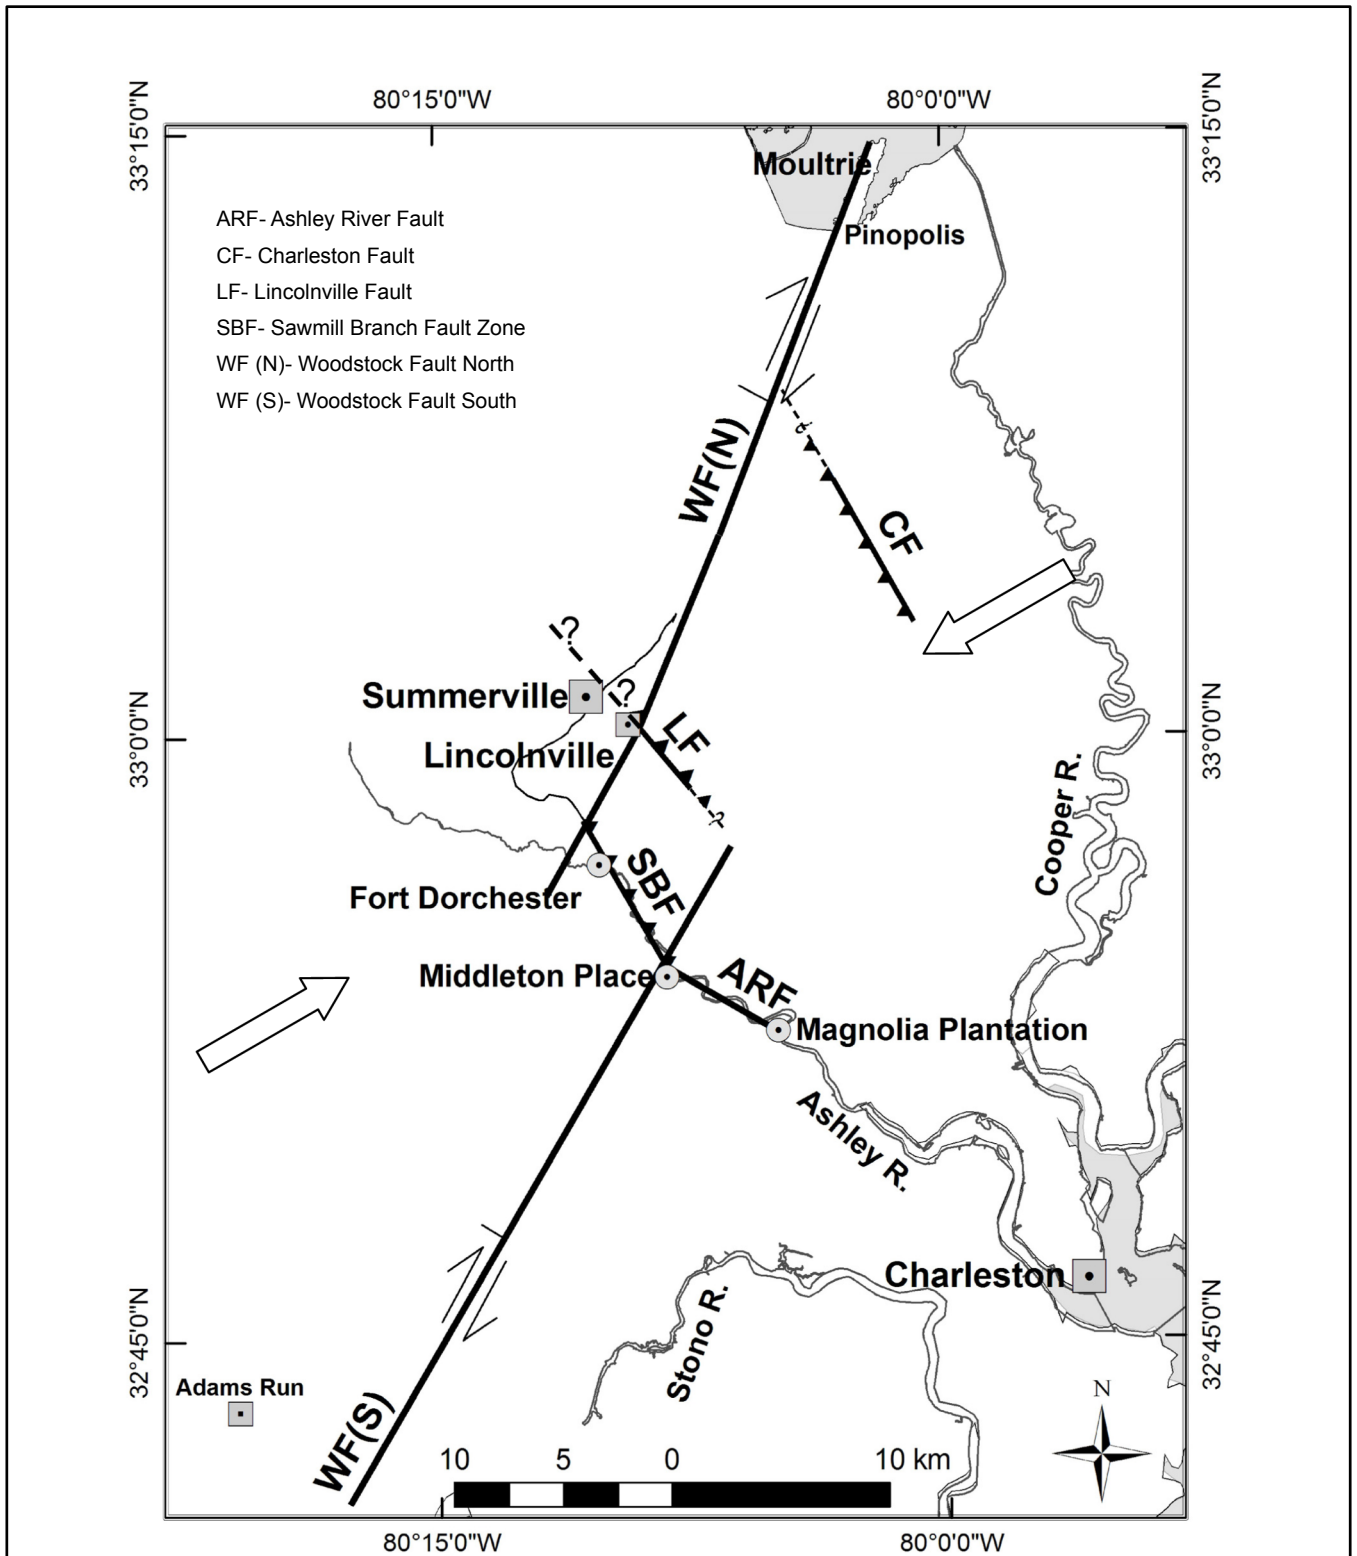 80°15'0"W 80°0'0"W
33°15'0"N
33°15'0"N
Moultrie
ARF- Ashley River Fault
Pinopolis
CF- Charleston Fault
LF- Lincolnville Fault
SBF- Sawmill Branch Fault Zone
WF (N)- Woodstock Fault North
WF (S)- Woodstock Fault South
WF(N)
?
CF
?
Summerville
?
LF
33°0'0"N
33°0'0"N
Lincolnville
?
Cooper R.
SBF
Fort Dorchester
Middleton Place
ARF
Magnolia Plantation
Ashley R.
Charleston
Stono R.
32°45'0"N
32°45'0"N
Adams Run
N
WF(S)
10 5 0 10 km
80°15'0"W 80°0'0"W